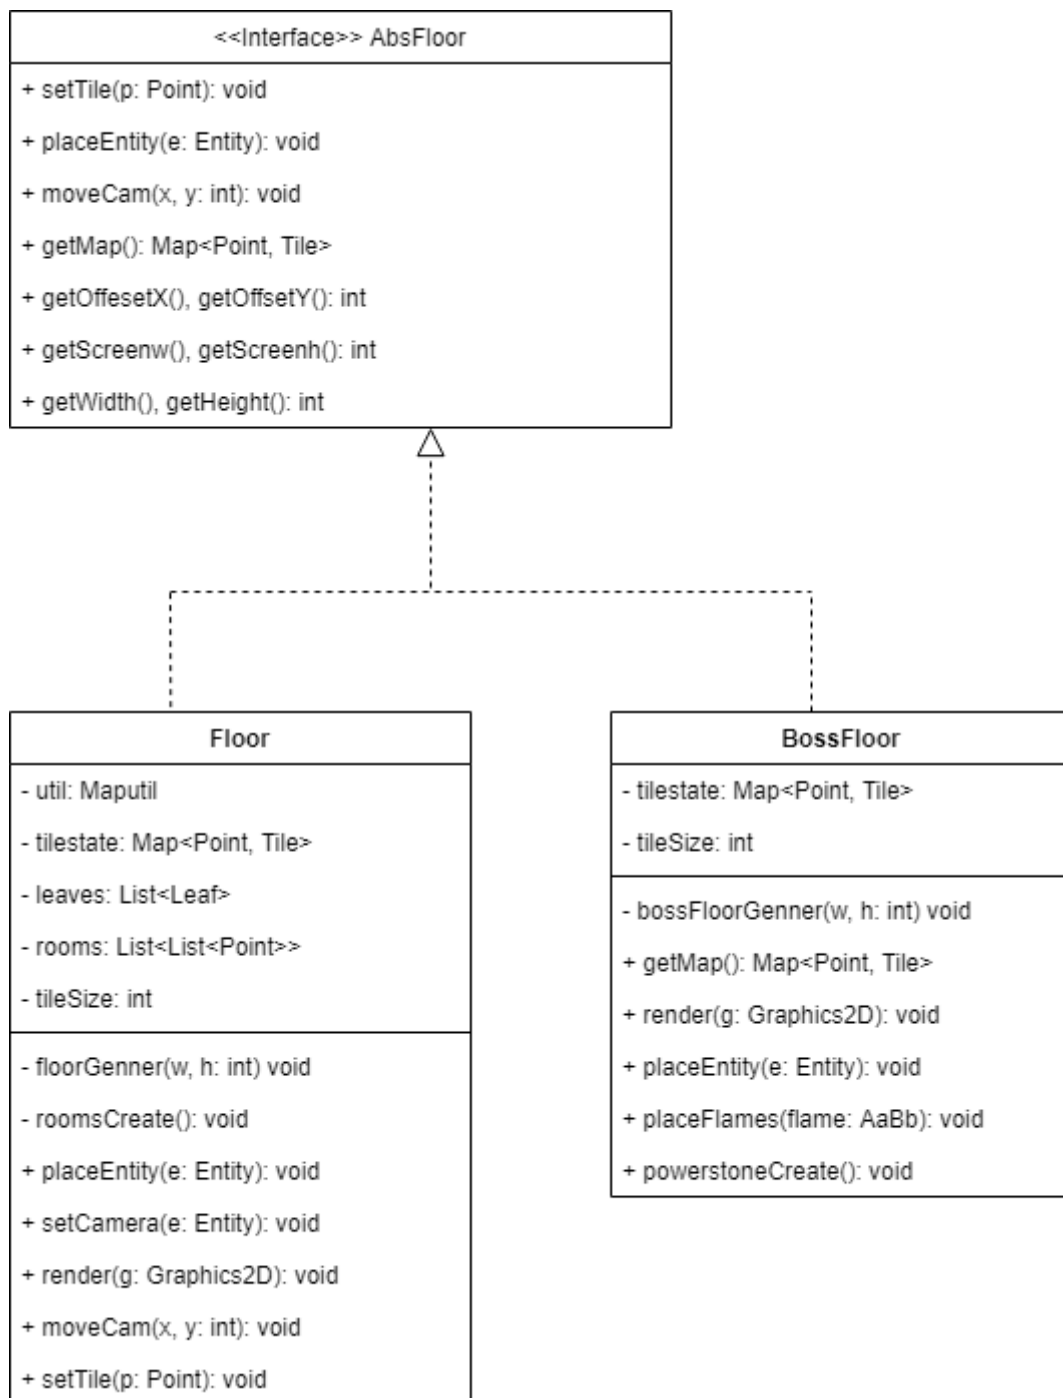 <<Interface>> AbsFloor
+ setTile(p: Point): void
+ placeEntity(e: Entity): void
+ moveCam(x, y: int): void
+ getMap(): Map<Point, Tile>
+ getOffesetX(), getOffsetY(): int
+ getScreenw(), getScreenh(): int
+ getWidth(), getHeight(): int
Floor
- util: Maputil
- tilestate: Map<Point, Tile>
- leaves: List<Leaf>
- rooms: List<List<Point>>
- tileSize: int
- floorGenner(w, h: int) void
- roomsCreate(): void
+ placeEntity(e: Entity): void
+ setCamera(e: Entity): void
+ render(g: Graphics2D): void
+ moveCam(x, y: int): void
+ setTile(p: Point): void
BossFloor
- tilestate: Map<Point, Tile>
- tileSize: int
- bossFloorGenner(w, h: int) void
+ getMap(): Map<Point, Tile>
+ render(g: Graphics2D): void
+ placeEntity(e: Entity): void
+ placeFlames(flame: AaBb): void
+ powerstoneCreate(): void